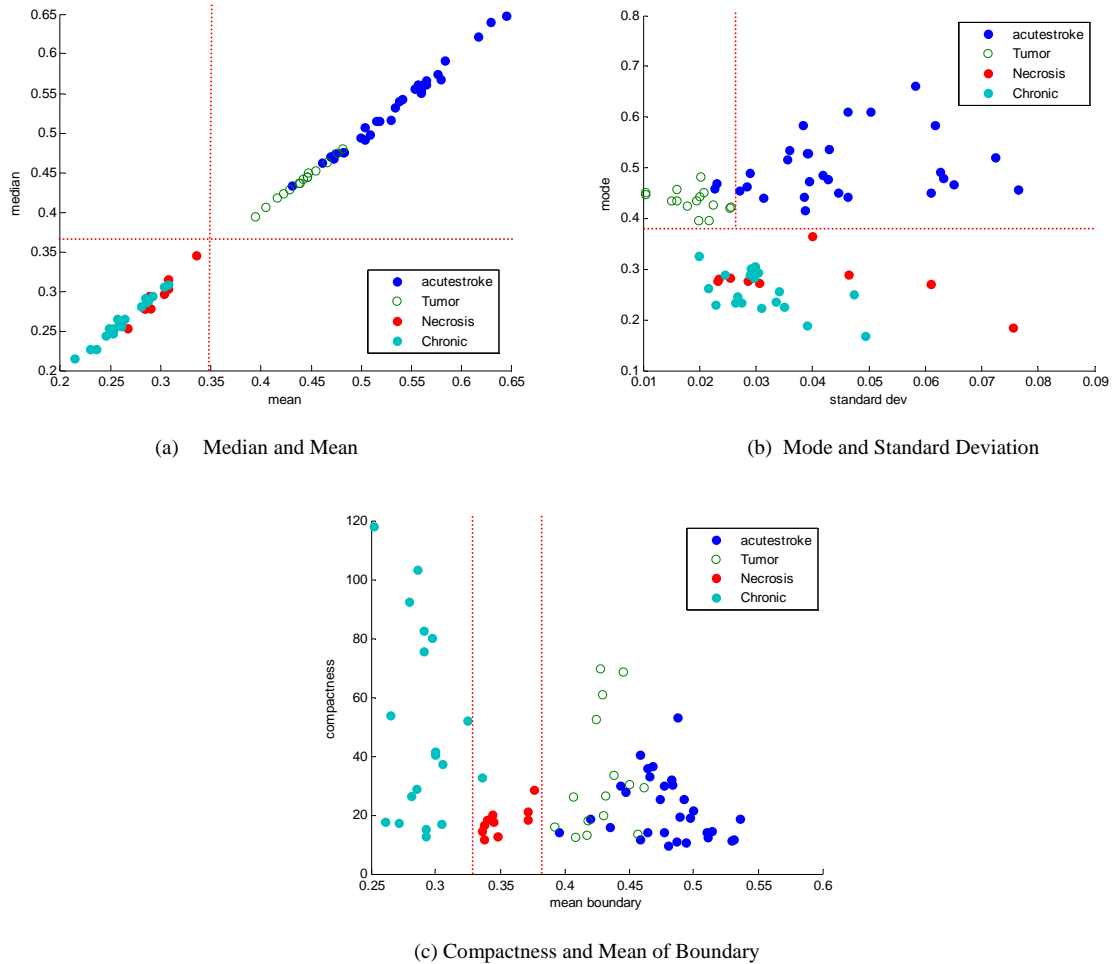 0.65
0.6
0.55
0.5
0.45
0.4
0.35
0.3
0.25
0.2
median
0.2 0.25 0.3 0.35 0.4 0.45 0.5 0.55 0.6 0.65
mean
acutestroke
Tumor
Necrosis
Chronic
(a) Median and Mean
0.8
0.7
0.6
0.5
0.4
0.3
0.2
0.1
mode
0.01 0.02 0.03 0.04 0.05 0.06 0.07 0.08 0.09
standard dev
acutestroke
Tumor
Necrosis
Chronic
(b) Mode and Standard Deviation
120
100
80
60
40
20
0
compactness
0.25 0.3 0.35 0.4 0.45 0.5 0.55 0.6
mean boundary
acutestroke
Tumor
Necrosis
Chronic
(c) Compactness and Mean of Boundary